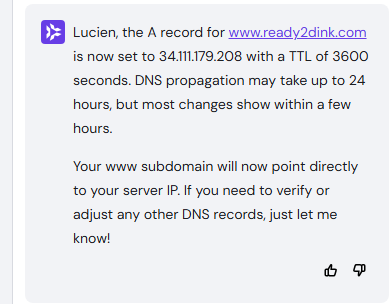 Lucien, the A record for www.ready2dink.com
is now set to 34.111.179.208 with a TTL of 3600
seconds. DNS propagation may take up to 24
hours, but most changes show within a few
hours.
Your www subdomain will now point directly
to your server IP. If you need to verify or
adjust any other DNS records, just let me
know!